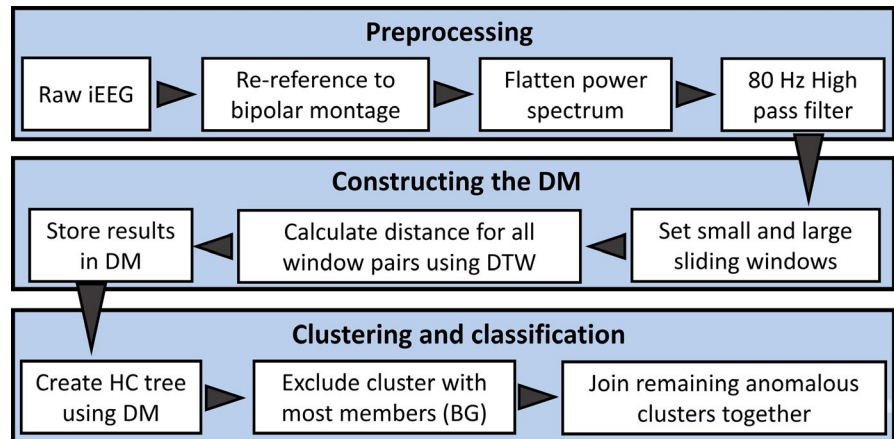 Preprocessing
Raw iEEG
Re-reference to
bipolar montage
Flatten power
spectrum
80 Hz High
pass filter
Constructing the DM
Store results
in DM
Calculate distance for all
window pairs using DTW
Set small and large
sliding windows
Clustering and classification
Create HC tree
using DM
Exclude cluster with
most members (BG)
Join remaining anomalous
clusters together